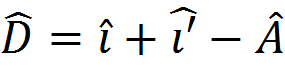 D̂ = î + î′ − Â